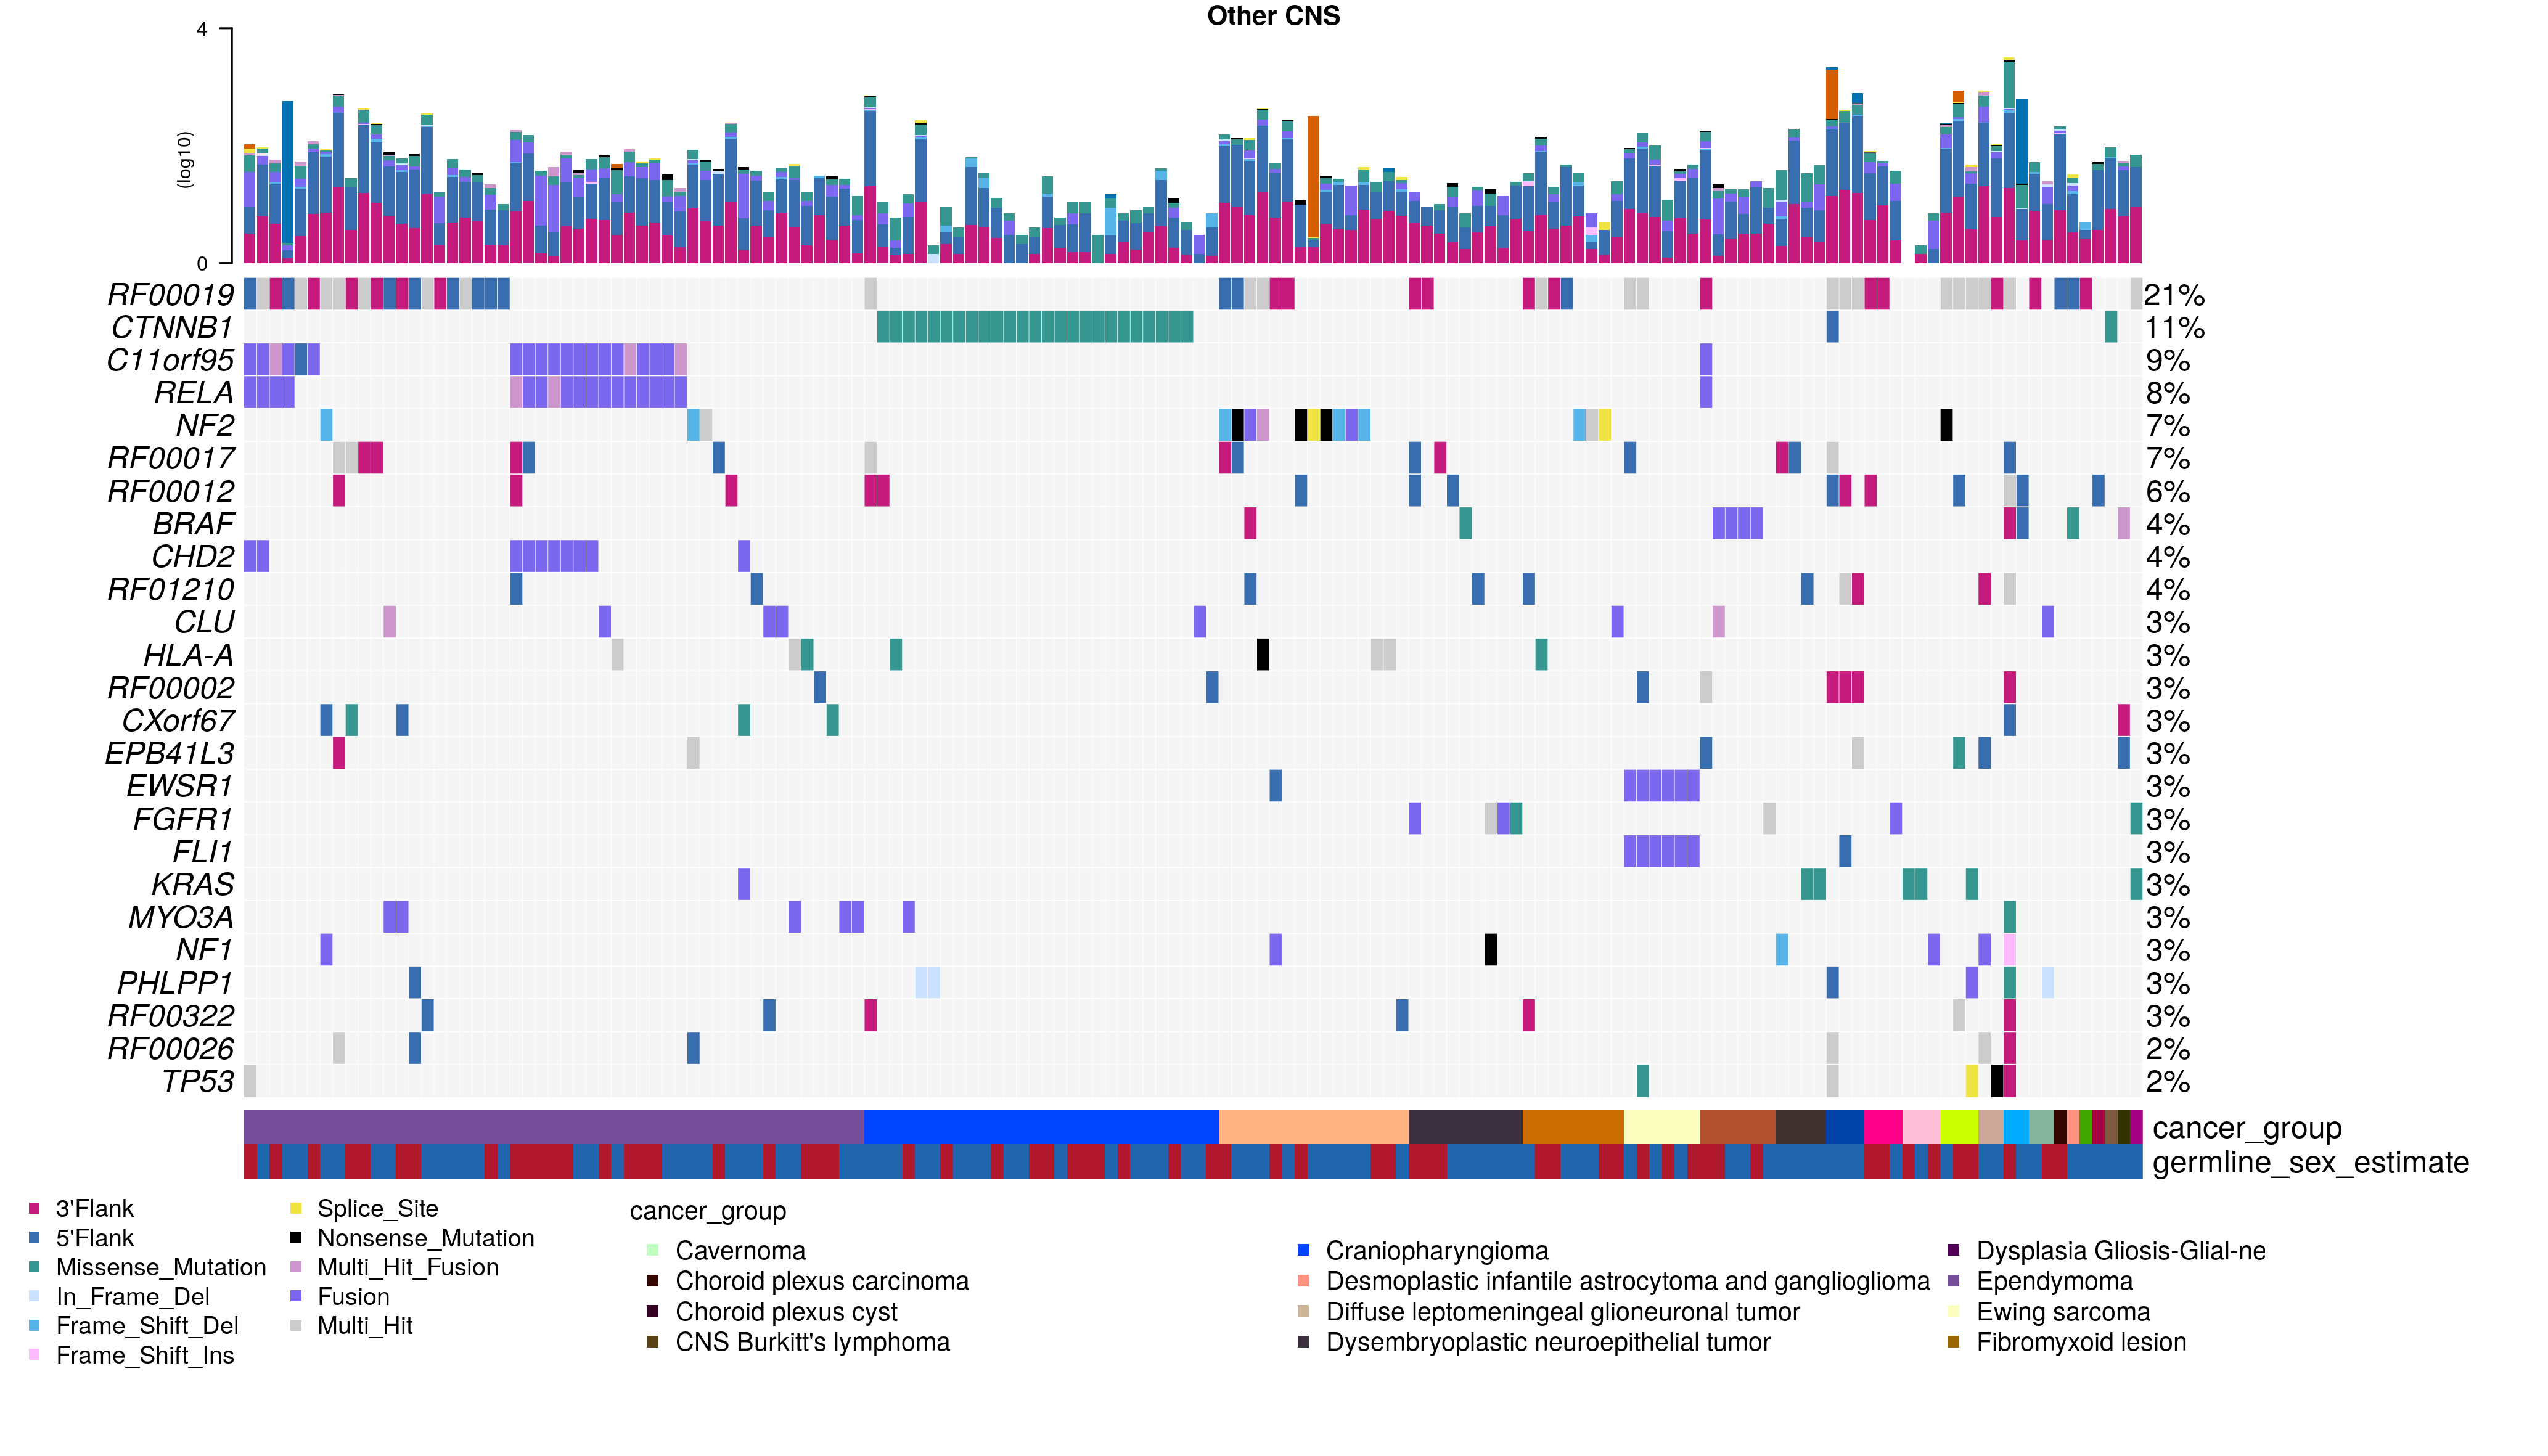 Other CNS
4
(log10)
0
RF00019 21%
CTNNB1 11%
C11orf95 9%
RELA 8%
NF2 7%
RF00017 7%
RF00012 6%
BRAF 4%
CHD2 4%
RF01210 4%
CLU 3%
HLA-A 3%
RF00002 3%
CXorf67 3%
EPB41L3 3%
EWSR1 3%
FGFR1 3%
FLI1 3%
KRAS 3%
MYO3A 3%
NF1 3%
PHLPP1 3%
RF00322 3%
RF00026 2%
TP53 2%
cancer_group
germline_sex_estimate
3'Flank
5'Flank
Missense_Mutation
In_Frame_Del
Frame_Shift_Del
Frame_Shift_Ins
Splice_Site
Nonsense_Mutation
Multi_Hit_Fusion
Fusion
Multi_Hit
cancer_group
Cavernoma
Choroid plexus carcinoma
Choroid plexus cyst
CNS Burkitt's lymphoma
Craniopharyngioma
Desmoplastic infantile astrocytoma and ganglioglioma
Diffuse leptomeningeal glioneuronal tumor
Dysembryoplastic neuroepithelial tumor
Dysplasia Gliosis-Glial-ne
Ependymoma
Ewing sarcoma
Fibromyxoid lesion